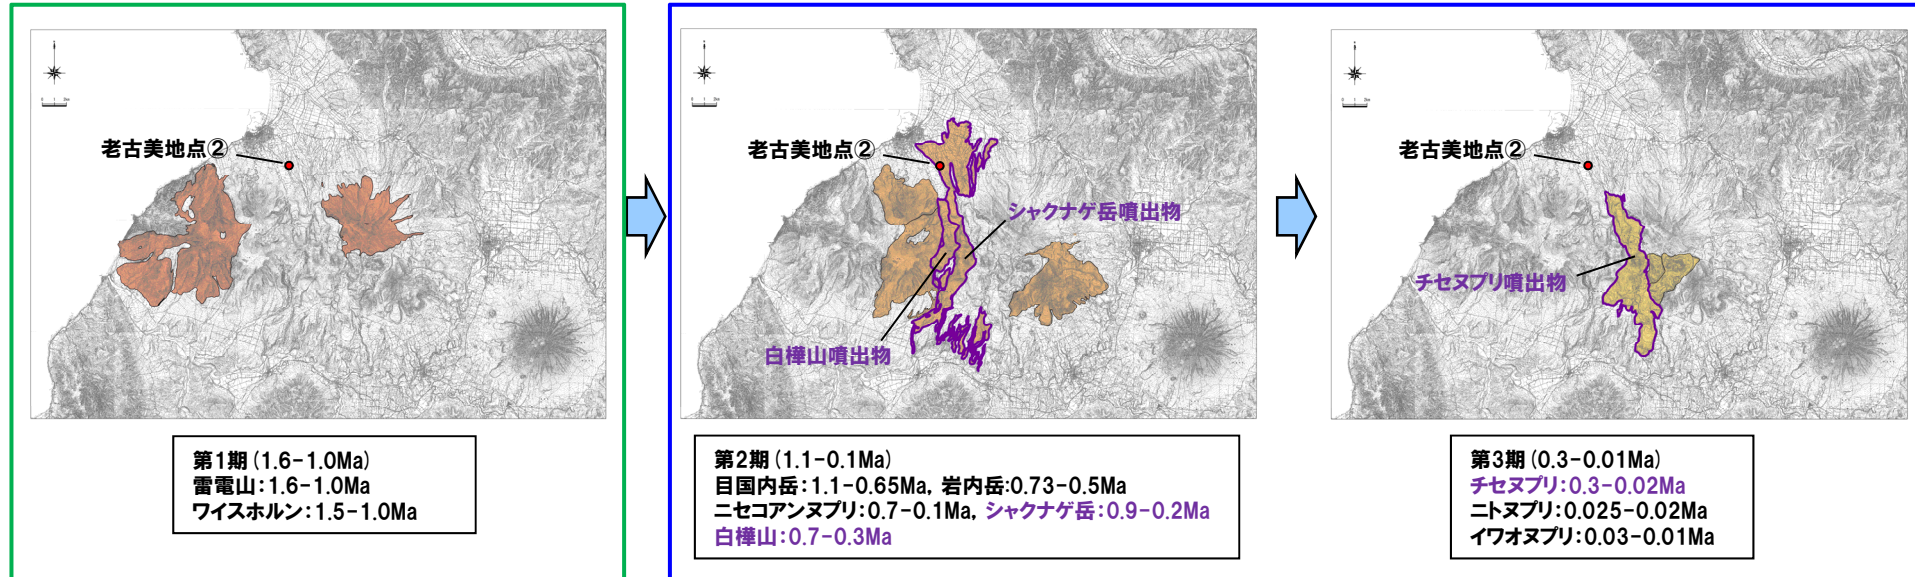 老古美地点②
第1期(1.6-1.0Ma)
雷電山:1.6-1.0Ma
ワイスホルン:1.5-1.0Ma
老古美地点②
シャクナゲ岳噴出物
白樺山噴出物
第2期(1.1-0.1Ma)
目国内岳:1.1-0.65Ma, 岩内岳:0.73-0.5Ma
ニセコアンヌプリ:0.7-0.1Ma, シャクナゲ岳:0.9-0.2Ma
白樺山:0.7-0.3Ma
老古美地点②
チセヌプリ噴出物
第3期(0.3-0.01Ma)
チセヌプリ:0.3-0.02Ma
ニトヌプリ:0.025-0.02Ma
イワオヌプリ:0.03-0.01Ma